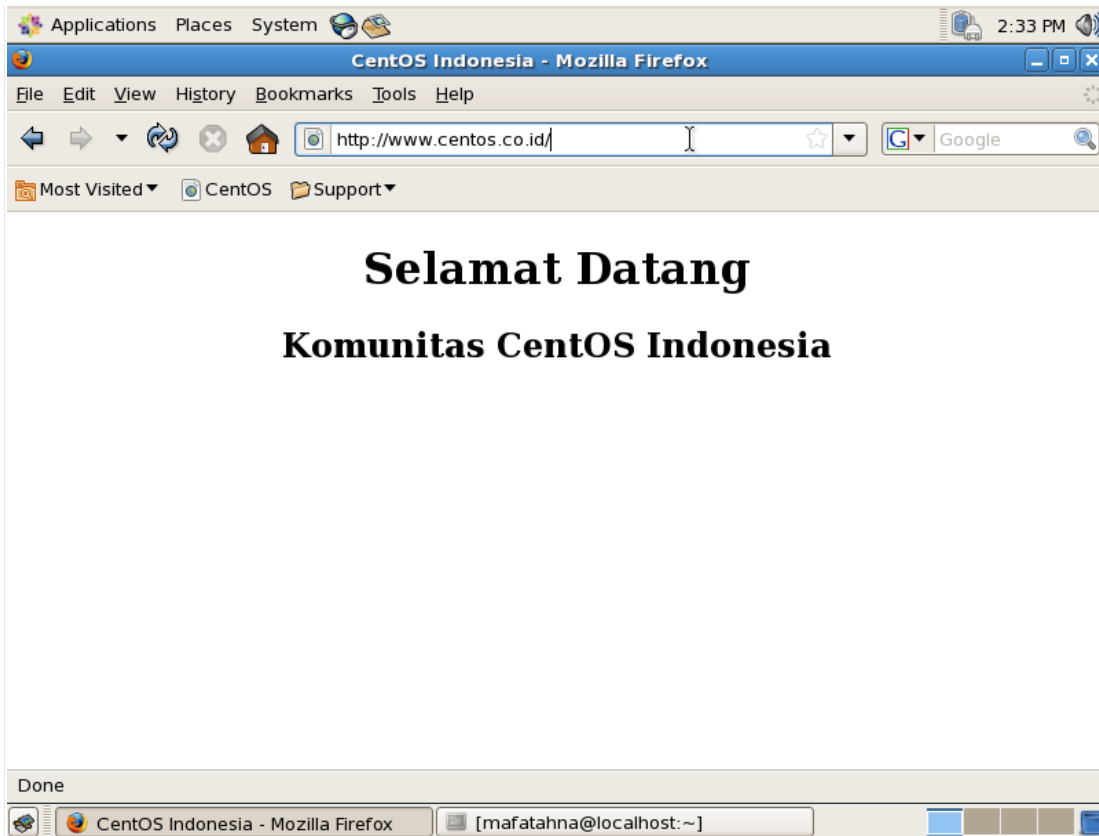 Applications Places System 2:33 PM
CentOS Indonesia - Mozilla Firefox
File Edit View History Bookmarks Tools Help
http://www.centos.co.id/ G Google
Most Visited CentOS Support
Selamat Datang
Komunitas CentOS Indonesia
Done
CentOS Indonesia - Mozilla Firefox [mafatahna@localhost:~]